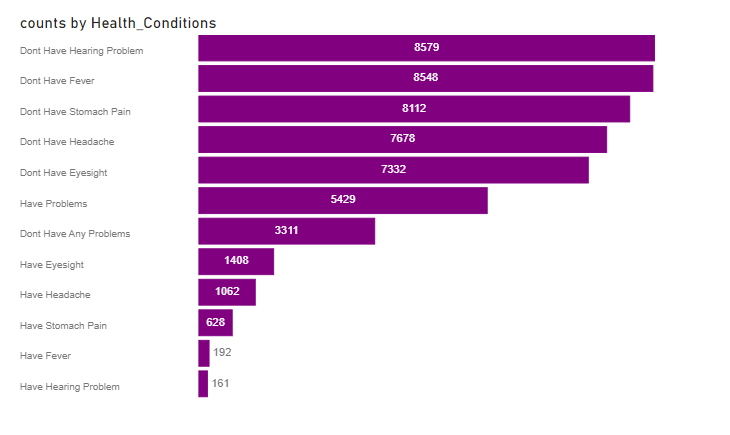 counts by Health_Conditions
Dont Have Hearing Problem 8579
Dont Have Fever 8548
Dont Have Stomach Pain 8112
Dont Have Headache 7678
Dont Have Eyesight 7332
Have Problems 5429
Dont Have Any Problems 3311
Have Eyesight 1408
Have Headache 1062
Have Stomach Pain 628
Have Fever 192
Have Hearing Problem 161